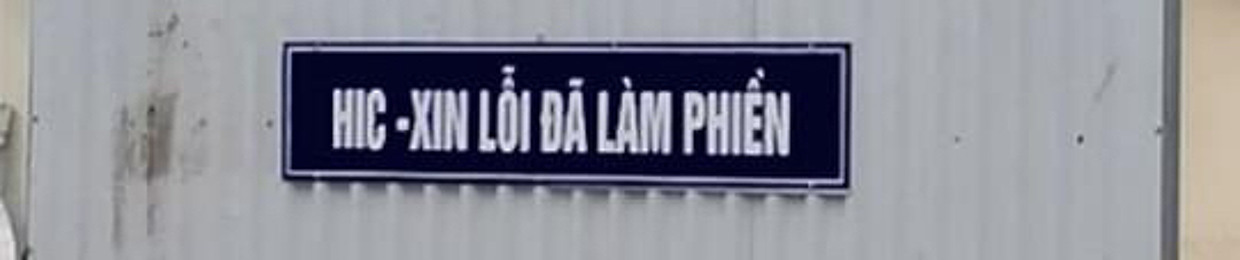 HIC -XIN LỖI ĐÃ LÀM PHIỀN